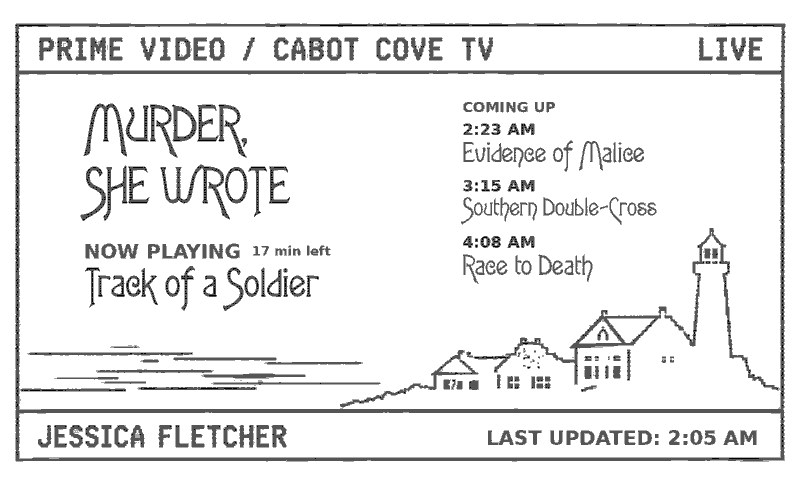 PRIME VIDEO / CABOT COVE TV
LIVE
MURDER,
SHE WROTE
NOW PLAYING 17 min left
Track of a Soldier
COMING UP
2:23 AM
Evidence of Malice
3:15 AM
Southern Double-Cross
4:08 AM
Race to Death
JESSICA FLETCHER
LAST UPDATED: 2:05 AM